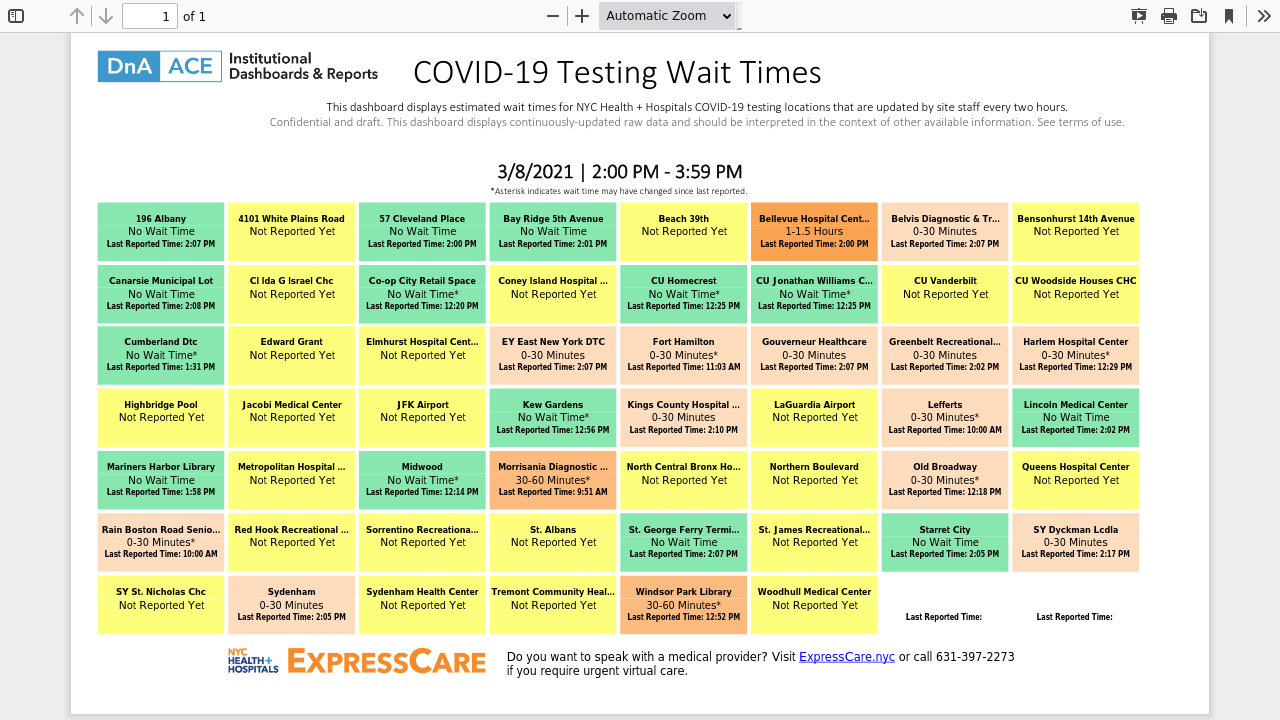 1 of 1
Automatic Zoom
DnA ACE Institutional
Dashboards & Reports
COVID-19 Testing Wait Times
This dashboard displays estimated wait times for NYC Health + Hospitals COVID-19 testing locations that are updated by site staff every two hours.
Confidential and draft. This dashboard displays continuously-updated raw data and should be interpreted in the context of other available information. See terms of use.
3/8/2021 | 2:00 PM - 3:59 PM
*Asterisk indicates wait time may have changed since last reported.
196 Albany
No Wait Time
Last Reported Time: 2:07 PM
4101 White Plains Road
Not Reported Yet
57 Cleveland Place
No Wait Time
Last Reported Time: 2:00 PM
Bay Ridge 5th Avenue
No Wait Time
Last Reported Time: 2:01 PM
Beach 39th
Not Reported Yet
Bellevue Hospital Cent...
1-1.5 Hours
Last Reported Time: 2:00 PM
Belvis Diagnostic & Tr...
0-30 Minutes
Last Reported Time: 2:07 PM
Bensonhurst 14th Avenue
Not Reported Yet
Canarsie Municipal Lot
No Wait Time
Last Reported Time: 2:08 PM
CI Ida G Israel Chc
Not Reported Yet
Co-op City Retail Space
No Wait Time*
Last Reported Time: 12:20 PM
Coney Island Hospital ...
Not Reported Yet
CU Homecrest
No Wait Time*
Last Reported Time: 12:25 PM
CU Jonathan Williams C...
No Wait Time*
Last Reported Time: 12:25 PM
CU Vanderbilt
Not Reported Yet
CU Woodside Houses CHC
Not Reported Yet
Cumberland Dtc
No Wait Time*
Last Reported Time: 1:31 PM
Edward Grant
Not Reported Yet
Elmhurst Hospital Cent...
Not Reported Yet
EY East New York DTC
0-30 Minutes
Last Reported Time: 2:07 PM
Fort Hamilton
0-30 Minutes*
Last Reported Time: 11:03 AM
Gouverneur Healthcare
0-30 Minutes
Last Reported Time: 2:07 PM
Greenbelt Recreational...
0-30 Minutes
Last Reported Time: 2:02 PM
Harlem Hospital Center
0-30 Minutes*
Last Reported Time: 12:29 PM
Highbridge Pool
Not Reported Yet
Jacobi Medical Center
Not Reported Yet
JFK Airport
Not Reported Yet
Kew Gardens
No Wait Time*
Last Reported Time: 12:56 PM
Kings County Hospital ...
0-30 Minutes
Last Reported Time: 2:10 PM
LaGuardia Airport
Not Reported Yet
Lefferts
0-30 Minutes*
Last Reported Time: 10:00 AM
Lincoln Medical Center
No Wait Time
Last Reported Time: 2:02 PM
Mariners Harbor Library
No Wait Time
Last Reported Time: 1:58 PM
Metropolitan Hospital ...
Not Reported Yet
Midwood
No Wait Time*
Last Reported Time: 12:14 PM
Morrisania Diagnostic ...
30-60 Minutes*
Last Reported Time: 9:51 AM
North Central Bronx Ho...
Not Reported Yet
Northern Boulevard
Not Reported Yet
Old Broadway
0-30 Minutes*
Last Reported Time: 12:18 PM
Queens Hospital Center
Not Reported Yet
Rain Boston Road Senio...
0-30 Minutes*
Last Reported Time: 10:00 AM
Red Hook Recreational ...
Not Reported Yet
Sorrentino Recreationa...
Not Reported Yet
St. Albans
Not Reported Yet
St. George Ferry Termi...
No Wait Time
Last Reported Time: 2:07 PM
St. James Recreational...
Not Reported Yet
Starret City
No Wait Time
Last Reported Time: 2:05 PM
SY Dyckman Lcdla
0-30 Minutes
Last Reported Time: 2:17 PM
SY St. Nicholas Chc
Not Reported Yet
Sydenham
0-30 Minutes
Last Reported Time: 2:05 PM
Sydenham Health Center
Not Reported Yet
Tremont Community Heal...
Not Reported Yet
Windsor Park Library
30-60 Minutes*
Last Reported Time: 12:52 PM
Woodhull Medical Center
Not Reported Yet
Last Reported Time:
Last Reported Time:
NYC
HEALTH+
HOSPITALS
EXPRESSCARE
Do you want to speak with a medical provider? Visit ExpressCare.nyc or call 631-397-2273
if you require urgent virtual care.